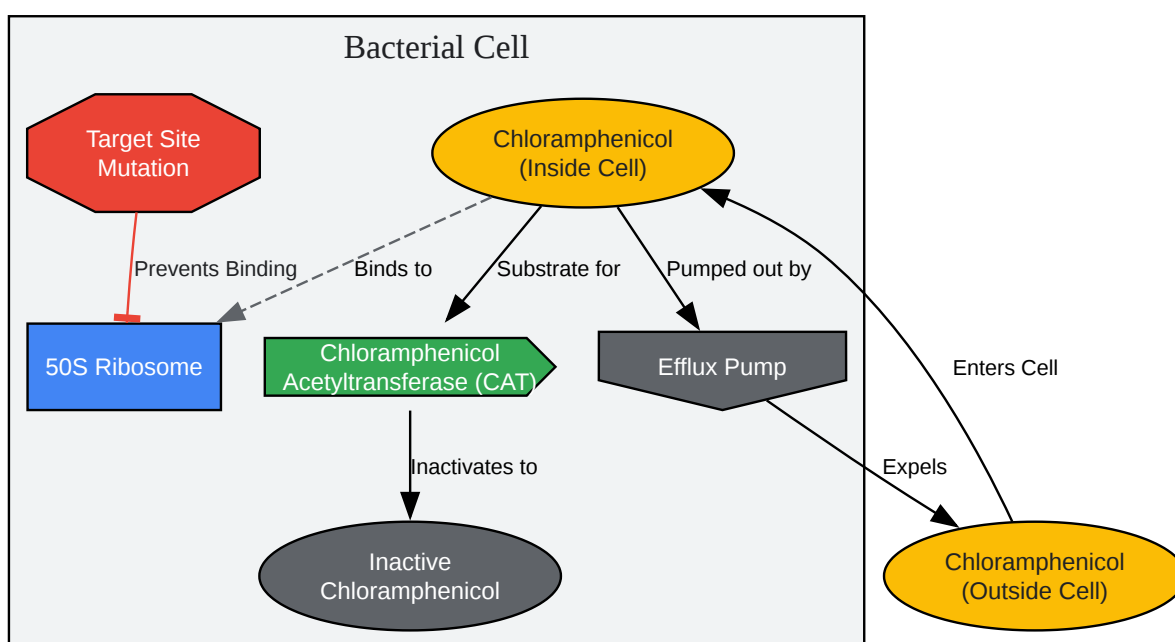 Bacterial Cell
Target Site
Mutation
Chloramphenicol
(Inside Cell)
Prevents Binding
Binds to
Substrate for
Pumped out by
50S Ribosome
Chloramphenicol
Acetyltransferase (CAT)
Efflux Pump
Enters Cell
Inactivates to
Expels
Inactive
Chloramphenicol
Chloramphenicol
(Outside Cell)